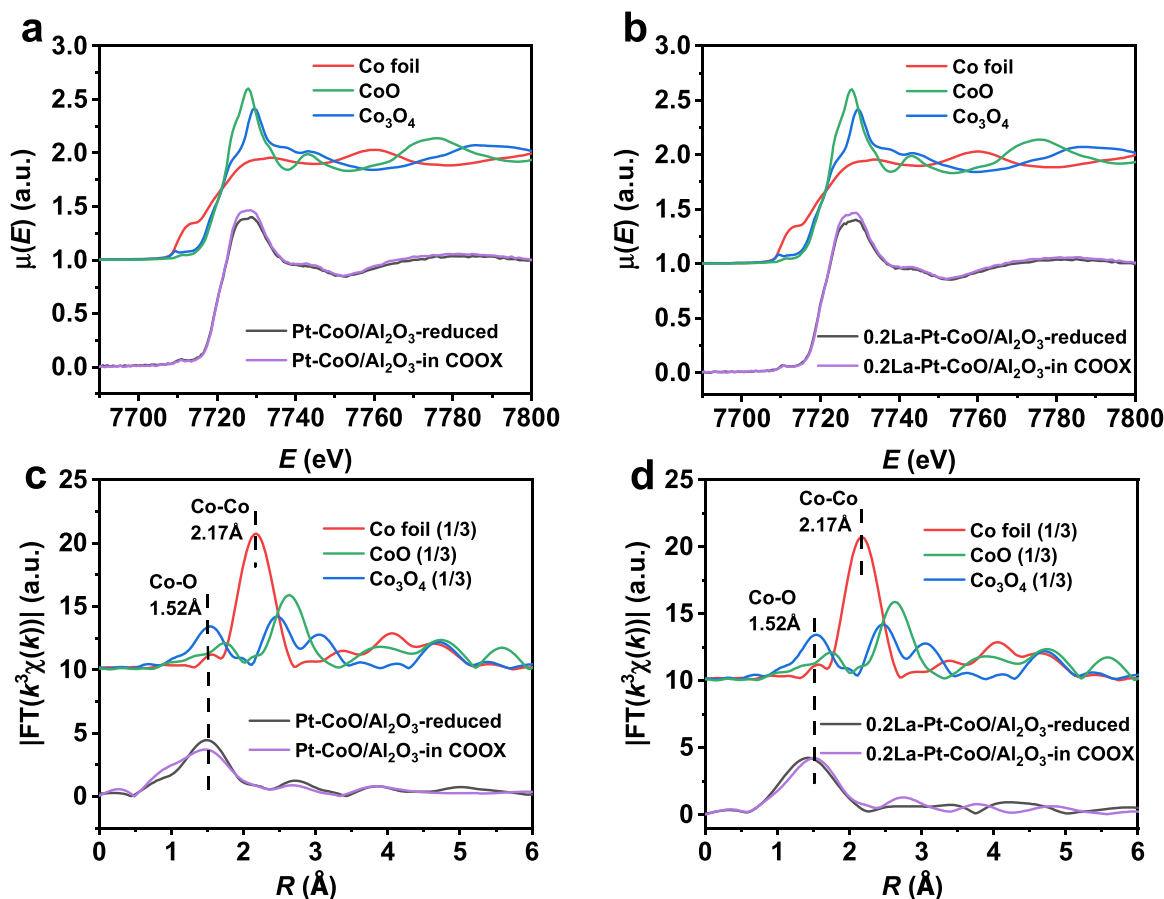 a
3.0
2.5
2.0
1.5
1.0
0.5
0.0
μ(E) (a.u.)
Co foil
CoO
Co₃O₄
Pt-CoO/Al₂O₃-reduced
Pt-CoO/Al₂O₃-in COOX
7700 7720 7740 7760 7780 7800
E (eV)
b
3.0
2.5
2.0
1.5
1.0
0.5
0.0
μ(E) (a.u.)
Co foil
CoO
Co₃O₄
0.2La-Pt-CoO/Al₂O₃-reduced
0.2La-Pt-CoO/Al₂O₃-in COOX
7700 7720 7740 7760 7780 7800
E (eV)
c
25
20
15
10
5
0
|FT(k³χ(k))| (a.u.)
Co-Co
2.17Å
Co-O
1.52Å
Co foil (1/3)
CoO (1/3)
Co₃O₄ (1/3)
Pt-CoO/Al₂O₃-reduced
Pt-CoO/Al₂O₃-in COOX
0 1 2 3 4 5 6
R (Å)
d
25
20
15
10
5
0
|FT(k³χ(k))| (a.u.)
Co-Co
2.17Å
Co-O
1.52Å
Co foil (1/3)
CoO (1/3)
Co₃O₄ (1/3)
0.2La-Pt-CoO/Al₂O₃-reduced
0.2La-Pt-CoO/Al₂O₃-in COOX
0 1 2 3 4 5 6
R (Å)